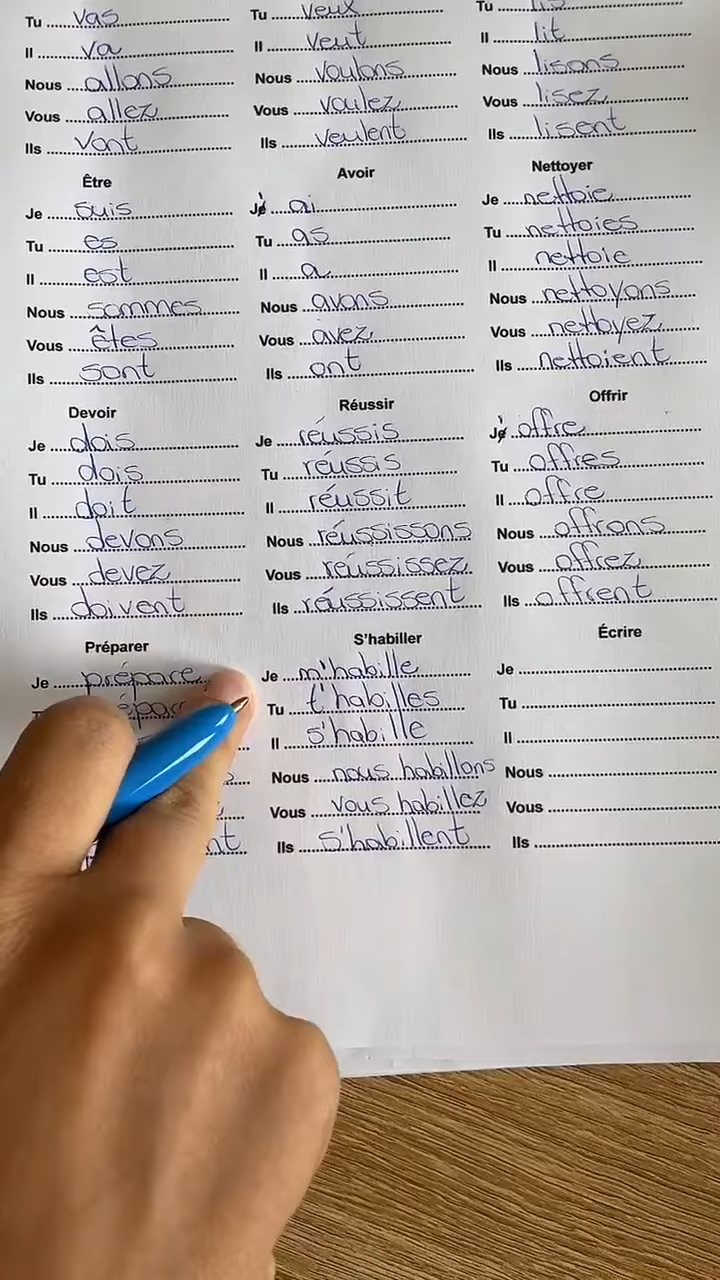 Tu vas
Il va
Nous allons
Vous allez
Ils vont
Tu veux
Il veut
Nous voulons
Vous voulez
Ils veulent
Tu lis
Il lit
Nous lisons
Vous lisez
Ils lisent
Être
Je suis
Tu es
Il est
Nous sommes
Vous êtes
Ils sont
Avoir
J' ai
Tu as
Il a
Nous avons
Vous avez
Ils ont
Nettoyer
Je nettoie
Tu nettoies
Il nettoie
Nous nettoyons
Vous nettoyez
Ils nettoient
Devoir
Je dois
Tu dois
Il doit
Nous devons
Vous devez
Ils doivent
Réussir
Je réussis
Tu réussis
Il réussit
Nous réussissons
Vous réussissez
Ils réussissent
Offrir
J' offre
Tu offres
Il offre
Nous offrons
Vous offrez
Ils offrent
Préparer
Je prépare
S'habiller
Je m'habille
Tu t'habilles
Il s'habille
Nous nous habillons
Vous vous habillez
Ils s'habillent
Écrire
Je
Tu
Il
Nous
Vous
Ils